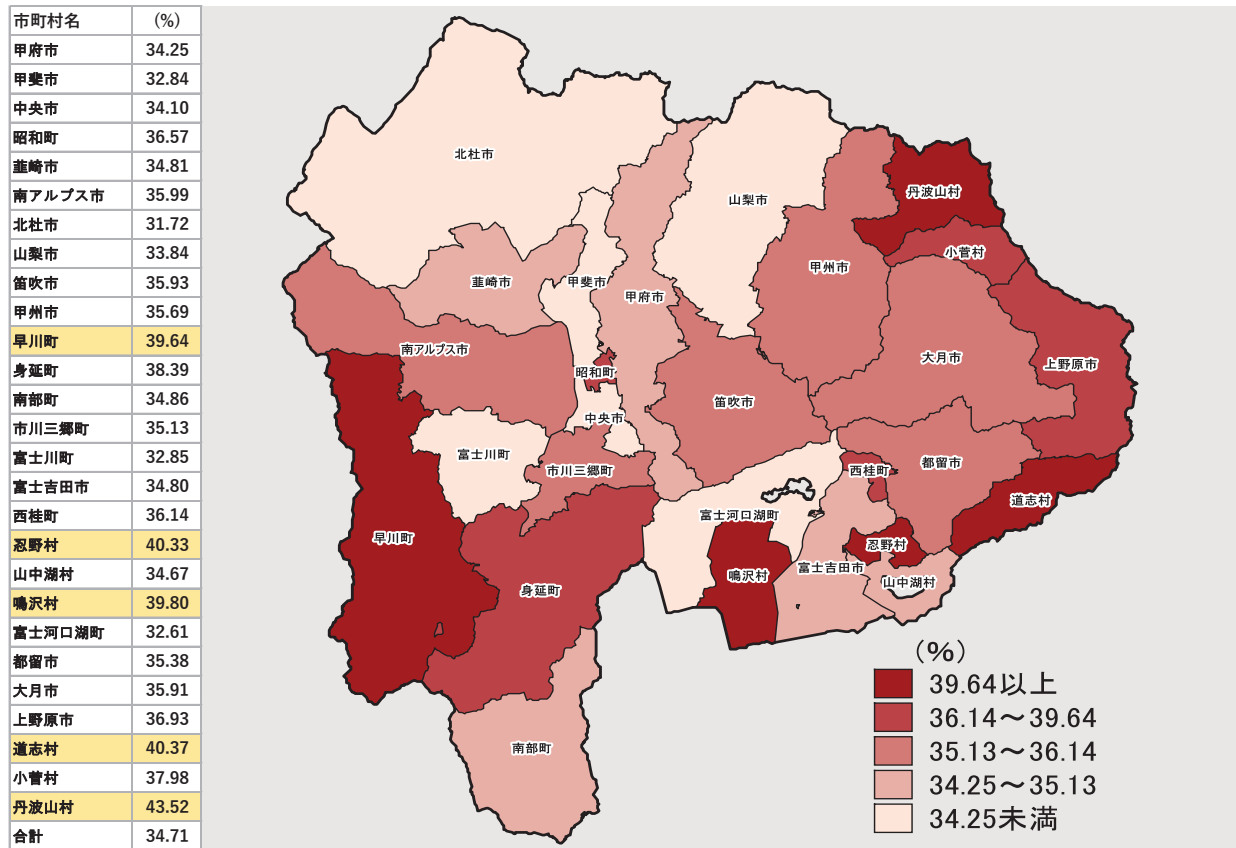 市町村名 (%)
甲府市 34.25
甲斐市 32.84
中央市 34.10
昭和町 36.57
韮崎市 34.81
南アルプス市 35.99
北杜市 31.72
山梨市 33.84
笛吹市 35.93
甲州市 35.69
早川町 39.64
身延町 38.39
南部町 34.86
市川三郷町 35.13
富士川町 32.85
富士吉田市 34.80
西桂町 36.14
忍野村 40.33
山中湖村 34.67
鳴沢村 39.80
富士河口湖町 32.61
都留市 35.38
大月市 35.91
上野原市 36.93
道志村 40.37
小菅村 37.98
丹波山村 43.52
合計 34.71
北杜市
丹波山村
山梨市
小菅村
甲州市
韮崎市
甲斐市
甲府市
南アルプス市
大月市
上野原市
昭和町
笛吹市
中央市
富士川町
市川三郷町
西桂町
都留市
道志村
富士河口湖町
早川町
忍野村
富士吉田市
鳴沢村
山中湖村
身延町
南部町
(%)
39.64以上
36.14～39.64
35.13～36.14
34.25～35.13
34.25未満